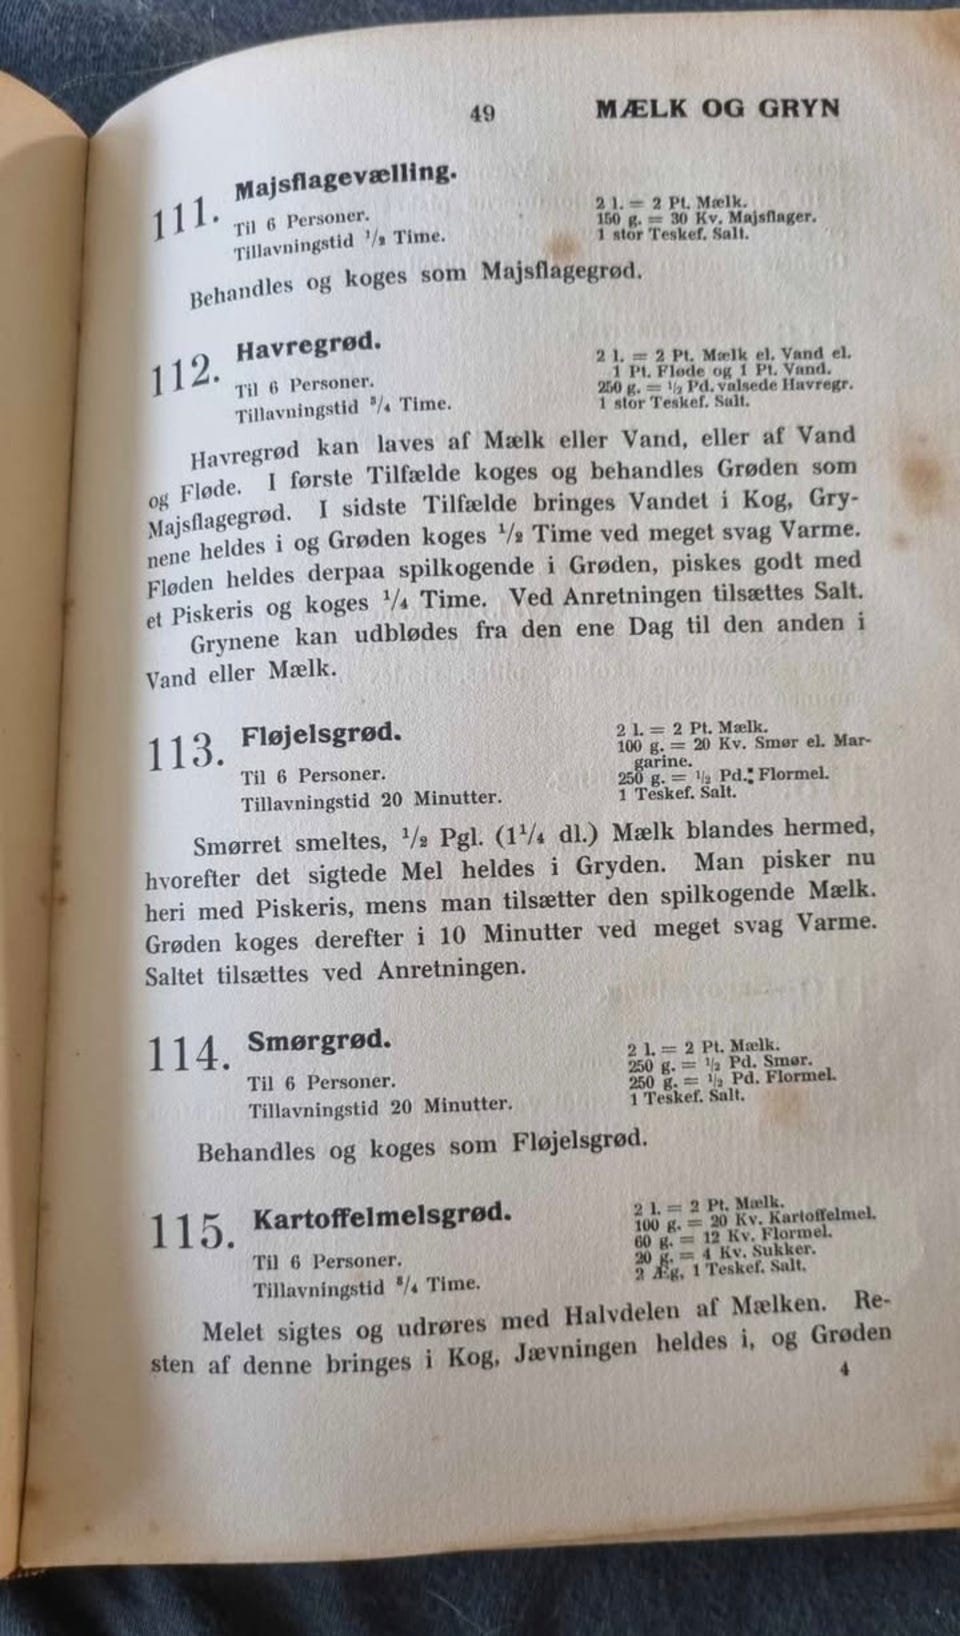 49 MÆLK OG GRYN
111. Majsflagevælling.
Til 6 Personer.
Tillavningstid 1/2 Time.
2 l. = 2 Pt. Mælk.
150 g. = 30 Kv. Majsflager.
1 stor Teskef. Salt.
Behandles og koges som Majsflagegrød.
112. Havregrød.
Til 6 Personer.
Tillavningstid 3/4 Time.
2 l. = 2 Pt. Mælk el. Vand el.
1 Pt. Fløde og 1 Pt. Vand.
250 g. = 1/2 Pd. valsede Havregr.
1 stor Teskef. Salt.
Havregrød kan laves af Mælk eller Vand, eller af Vand
og Fløde. I første Tilfælde koges og behandles Grøden som
Majsflagegrød. I sidste Tilfælde bringes Vandet i Kog, Gry-
nene heldes i og Grøden koges 1/2 Time ved meget svag Varme.
Fløden heldes derpaa spilkogende i Grøden, piskes godt med
et Piskeris og koges 1/4 Time. Ved Anretningen tilsættes Salt.
Grynene kan udblødes fra den ene Dag til den anden i
Vand eller Mælk.
113. Fløjelsgrød.
Til 6 Personer.
Tillavningstid 20 Minutter.
2 l. = 2 Pt. Mælk.
100 g. = 20 Kv. Smør el. Mar-
garine.
250 g. = 1/2 Pd. Flormel.
1 Teskef. Salt.
Smørret smeltes, 1/2 Pgl. (1 1/4 dl.) Mælk blandes hermed,
hvorefter det sigtede Mel heldes i Gryden. Man pisker nu
heri med Piskeris, mens man tilsætter den spilkogende Mælk.
Grøden koges derefter i 10 Minutter ved meget svag Varme.
Saltet tilsættes ved Anretningen.
114. Smørgrød.
Til 6 Personer.
Tillavningstid 20 Minutter.
2 l. = 2 Pt. Mælk.
250 g. = 1/2 Pd. Smør.
250 g. = 1/2 Pd. Flormel.
1 Teskef. Salt.
Behandles og koges som Fløjelsgrød.
115. Kartoffelmelsgrød.
Til 6 Personer.
Tillavningstid 3/4 Time.
2 l. = 2 Pt. Mælk.
100 g. = 20 Kv. Kartoffelmel.
60 g. = 12 Kv. Flormel.
20 g. = 4 Kv. Sukker.
2 Æg, 1 Teskef. Salt.
Melet sigtes og udrøres med Halvdelen af Mælken. Re-
sten af denne bringes i Kog, Jævningen heldes i, og Grøden
4